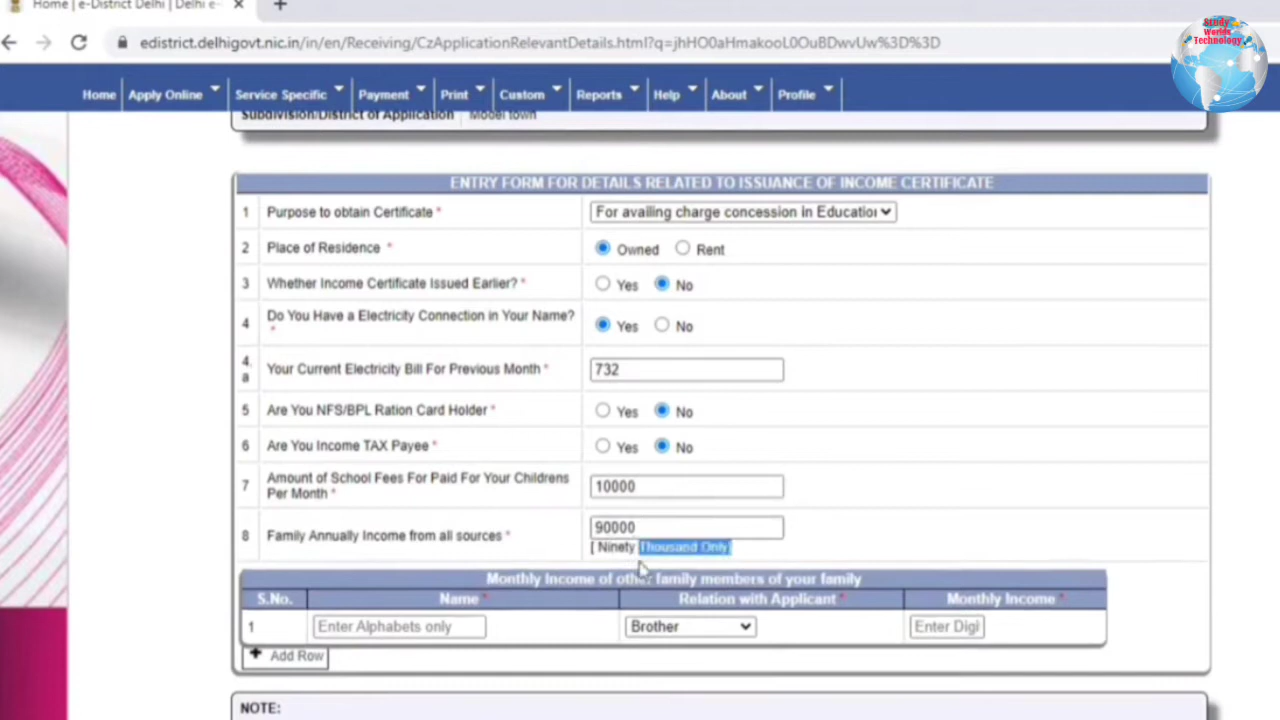 Home | e-District Delhi | Delhi e-
edistrict.delhigovt.nic.in/in/en/Receiving/CzApplicationRelevantDetails.html?q=jhHO0aHmakooL0OuBDwvUw%3D%3D
Study
Worlds
Technology
Home Apply Online Service Specific Payment Print Custom Reports Help About Profile
Subdivision/District of Application Model town
ENTRY FORM FOR DETAILS RELATED TO ISSUANCE OF INCOME CERTIFICATE
1 Purpose to obtain Certificate * For availing charge concession in Education
2 Place of Residence * Owned Rent
3 Whether Income Certificate Issued Earlier? * Yes No
4 Do You Have a Electricity Connection in Your Name? * Yes No
4.a Your Current Electricity Bill For Previous Month * 732
5 Are You NFS/BPL Ration Card Holder * Yes No
6 Are You Income TAX Payee * Yes No
7 Amount of School Fees For Paid For Your Childrens
Per Month * 10000
8 Family Annually Income from all sources * 90000
[ Ninety Thousand Only]
Monthly Income of other family members of your family
S.No. Name * Relation with Applicant * Monthly Income *
1 Enter Alphabets only Brother Enter Digi
+ Add Row
NOTE: